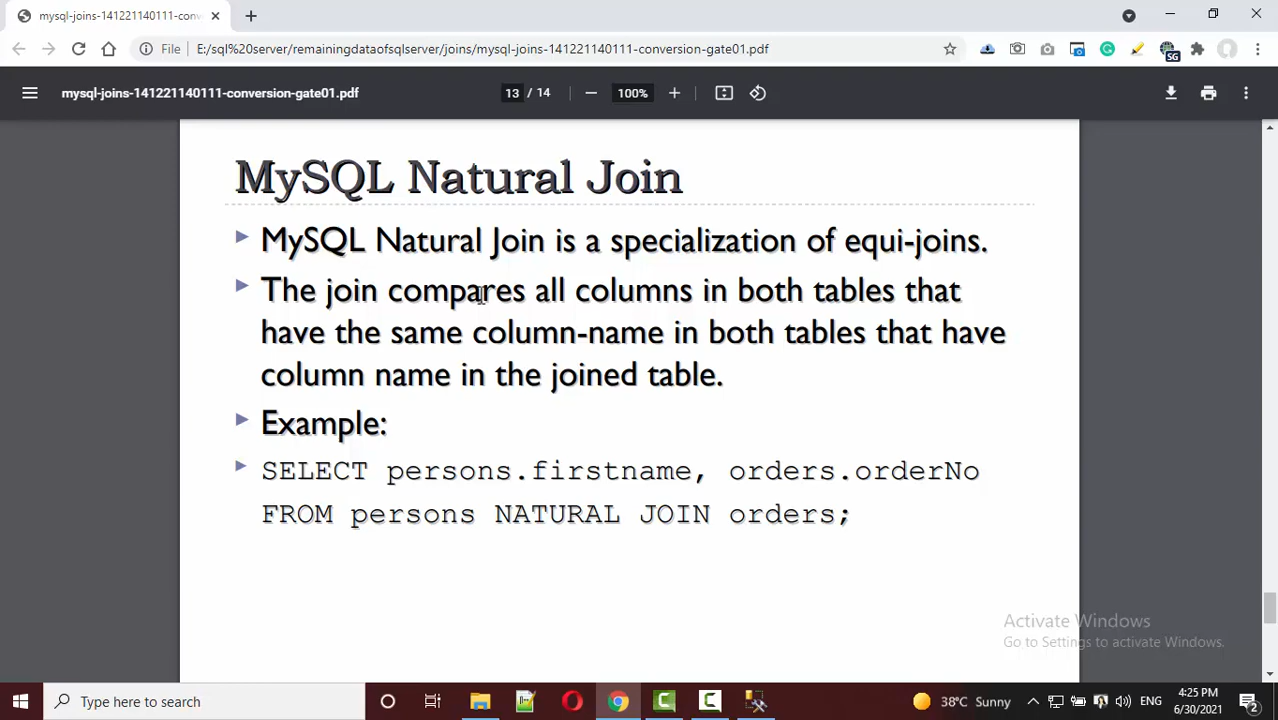 mysql-joins-141221140111-conv
File
E:/sql%20server/remainingdataofsqlserver/joins/mysql-joins-141221140111-conversion-gate01.pdf
SG
mysql-joins-141221140111-conversion-gate01.pdf
13 / 14
100%
MySQL Natural Join
MySQL Natural Join is a specialization of equi-joins.
The join compares all columns in both tables that
have the same column-name in both tables that have
column name in the joined table.
Example:
SELECT persons.firstname, orders.orderNo
FROM persons NATURAL JOIN orders;
Activate Windows
Go to Settings to activate Windows.
Type here to search
38°C Sunny
ENG
4:25 PM
6/30/2021
2